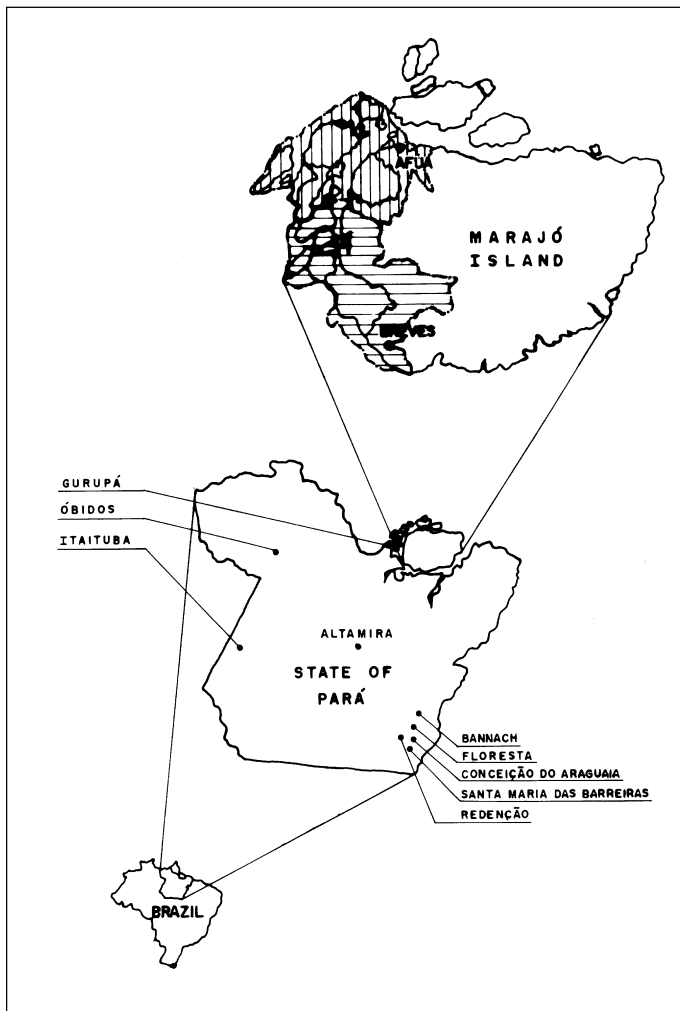 AFUÁ
MARAJÓ
ISLAND
BREVES
GURUPÁ
ÓBIDOS
ITAITUBA
ALTAMIRA
STATE OF
PARÁ
BANNACH
FLORESTA
CONCEIÇÃO DO ARAGUAIA
SANTA MARIA DAS BARREIRAS
REDENÇÃO
BRAZIL